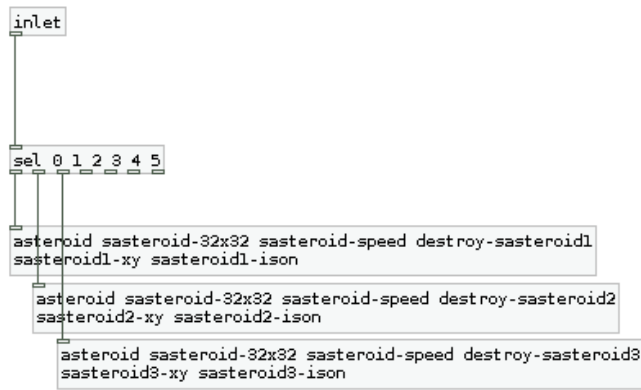 inlet
sel 0 1 2 3 4 5
asteroid sasteroid-32x32 sasteroid-speed destroy-sasteroid1
sasteroid1-xy sasteroid1-ison
asteroid sasteroid-32x32 sasteroid-speed destroy-sasteroid2
sasteroid2-xy sasteroid2-ison
asteroid sasteroid-32x32 sasteroid-speed destroy-sasteroid3
sasteroid3-xy sasteroid3-ison